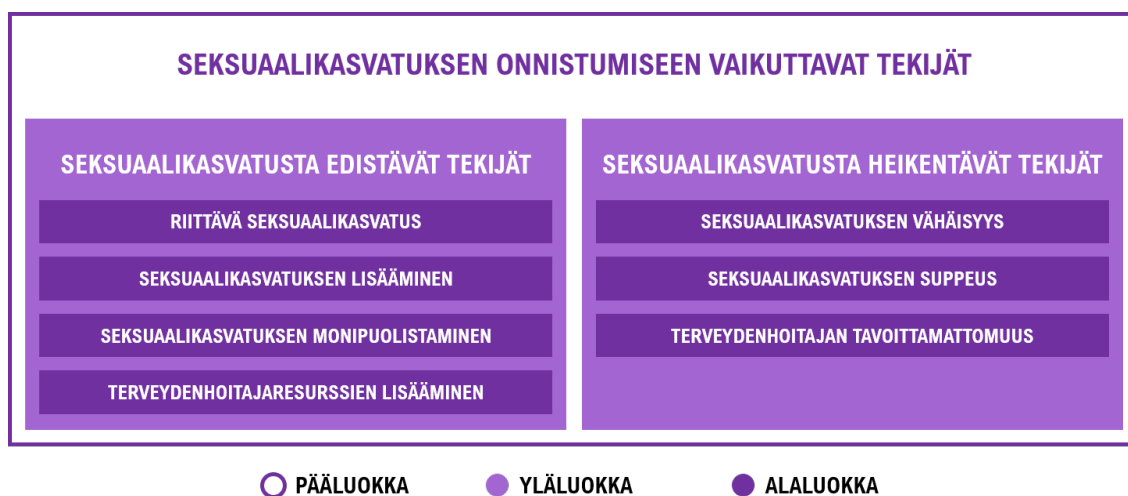 SEKSUAALIKASVATUKSEN ONNISTUMISEEN VAIKUTTAVAT TEKIJÄT
SEKSUAALIKASVATUSTA EDISTÄVÄT TEKIJÄT
RIITTÄVÄ SEKSUAALIKASVATUS
SEKSUAALIKASVATUKSEN LISÄÄMINEN
SEKSUAALIKASVATUKSEN MONIPUOLISTAMINEN
TERVEYDENHOITAJARESURSSIEN LISÄÄMINEN
SEKSUAALIKASVATUSTA HEIKENTÄVÄT TEKIJÄT
SEKSUAALIKASVATUKSEN VÄHÄISYYS
SEKSUAALIKASVATUKSEN SUPPEUS
TERVEYDENHOITAJAN TAVOITTAMATTOMUUS
PÄÄLUOKKA
YLÄLUOKKA
ALALUOKKA